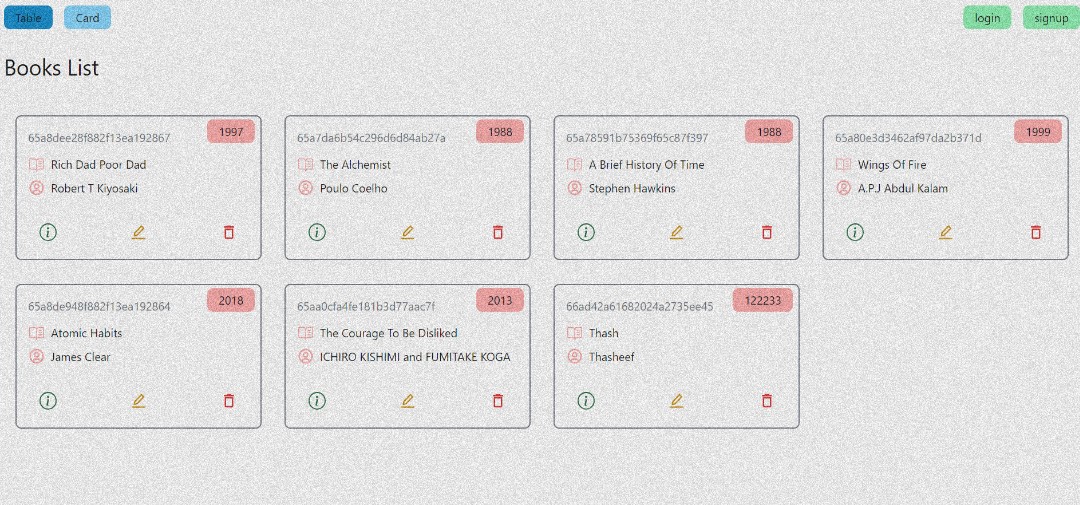 Table Card login signup
Books List
65a8dee28f882f13ea192867 1997
Rich Dad Poor Dad
Robert T Kiyosaki
65a7da6b54c296d6d84ab27a 1988
The Alchemist
Poulo Coelho
65a78591b75369f65c87f397 1988
A Brief History Of Time
Stephen Hawkins
65a80e3d3462af97da2b371d 1999
Wings Of Fire
A.P.J Abdul Kalam
65a8de948f882f13ea192864 2018
Atomic Habits
James Clear
65aa0cfa4fe181b3d77aac7f 2013
The Courage To Be Disliked
ICHIRO KISHIMI and FUMITAKE KOGA
66ad42a61682024a2735ee45 122233
Thash
Thasheef